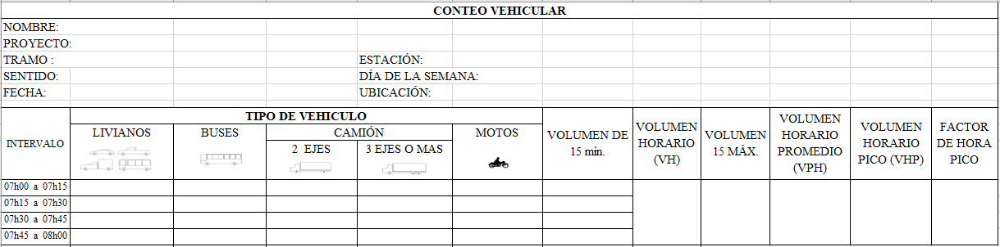 CONTEO VEHICULAR
NOMBRE:
PROYECTO:
TRAMO :
ESTACIÓN:
SENTIDO:
DÍA DE LA SEMANA:
FECHA:
UBICACIÓN:
INTERVALO
TIPO DE VEHICULO
LIVIANOS
BUSES
CAMIÓN
2 EJES
3 EJES O MAS
MOTOS
VOLUMEN DE
15 min.
VOLUMEN
HORARIO
(VH)
VOLUMEN
15 MÁX.
VOLUMEN
HORARIO
PROMEDIO
(VPH)
VOLUMEN
HORARIO
PICO (VHP)
FACTOR
DE HORA
PICO
07h00 a 07h15
07h15 a 07h30
07h30 a 07h45
07h45 a 08h00